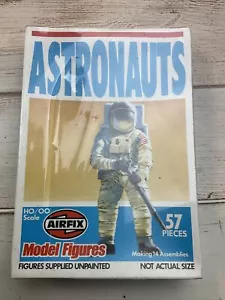 ASTRONAUTS
HO/OO
Scale
AIRFIX
Model Figures
57
PIECES
Making 14 Assemblies
FIGURES SUPPLIED UNPAINTED
NOT ACTUAL SIZE